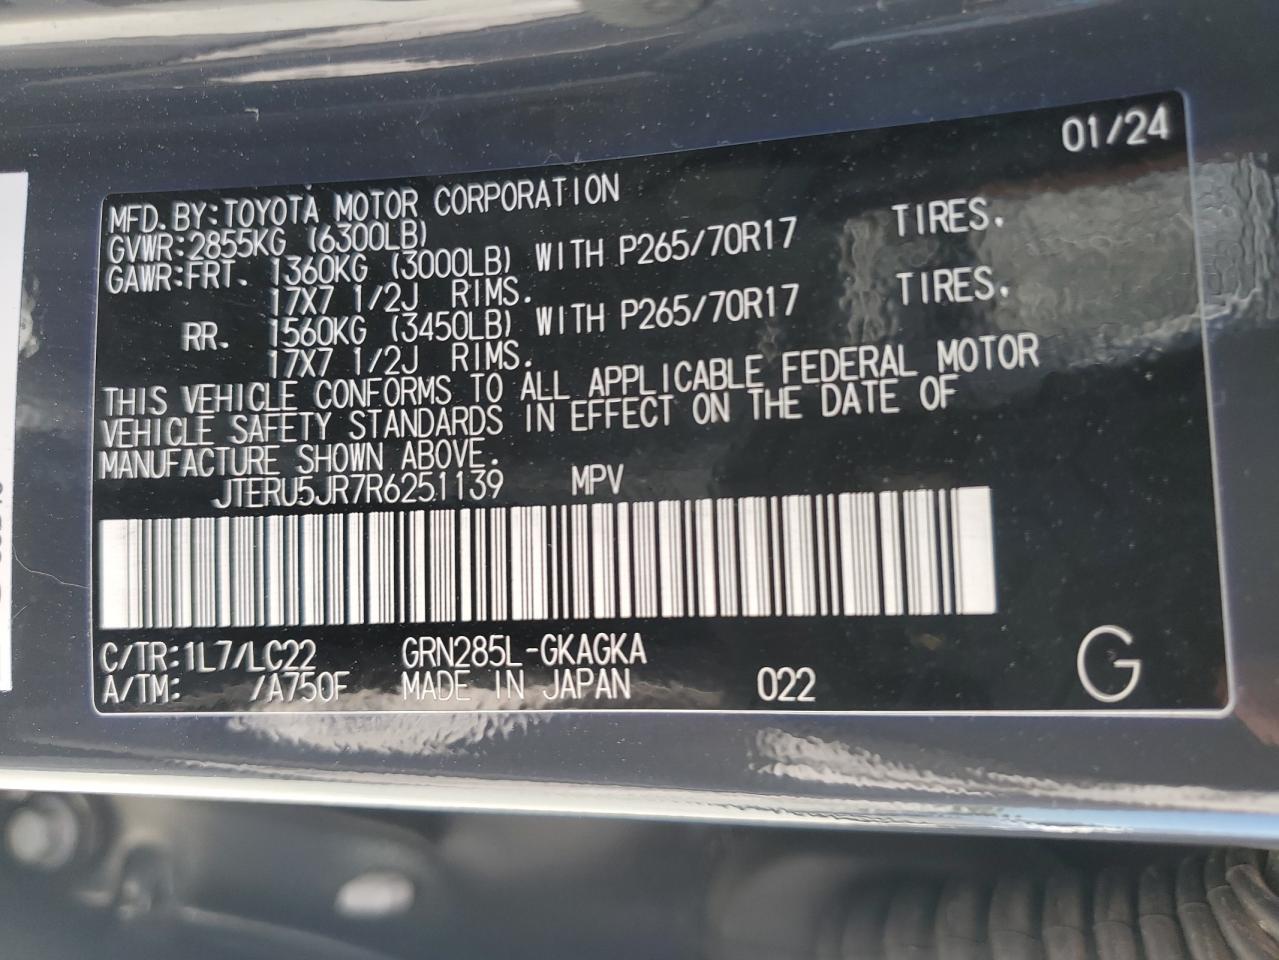 01/24
MFD.BY:TOYOTA MOTOR CORPORATION
GVWR:2855KG (6300LB)
GAWR:FRT. 1360KG (3000LB) WITH P265/70R17 TIRES.
17X7 1/2J RIMS.
RR. 1560KG (3450LB) WITH P265/70R17 TIRES.
17X7 1/2J RIMS.
THIS VEHICLE CONFORMS TO ALL APPLICABLE FEDERAL MOTOR
VEHICLE SAFETY STANDARDS IN EFFECT ON THE DATE OF
MANUFACTURE SHOWN ABOVE.
JTERU5JR7R6251139 MPV
C/TR:1L7/LC22 GRN285L-GKAGKA
A/TM: /A750F MADE IN JAPAN 022 G